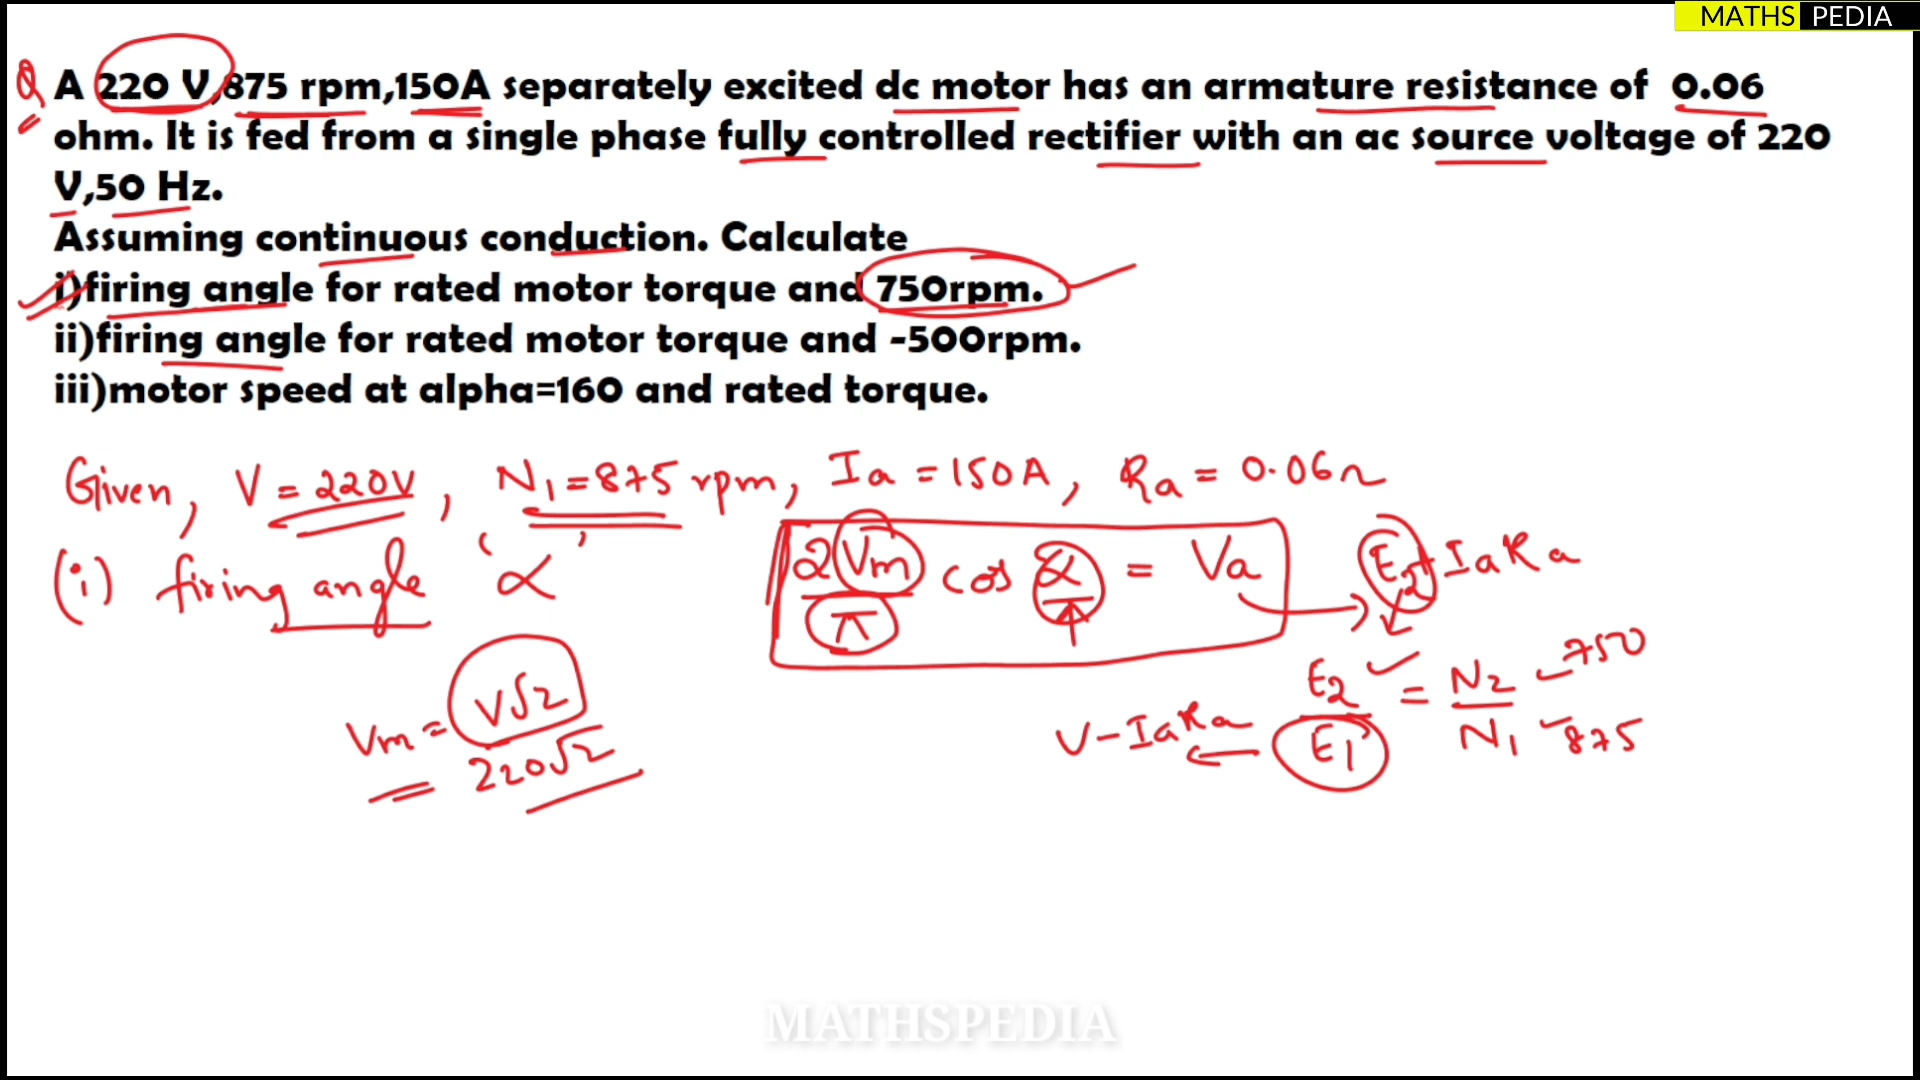 MATHS PEDIA
Q A 220 V,875 rpm,150A separately excited dc motor has an armature resistance of 0.06
ohm. It is fed from a single phase fully controlled rectifier with an ac source voltage of 220
V,50 Hz.
Assuming continuous conduction. Calculate
i)firing angle for rated motor torque and 750rpm.
ii)firing angle for rated motor torque and -500rpm.
iii)motor speed at alpha=160 and rated torque.
Given, V = 220V, N1 = 875 rpm, Ia = 150A, Ra = 0.06Ω
(i) firing angle 'α' 2Vm/π cos α = Va → E2 + IaRa
Vm = V√2
220√2
E2/E1 = N2/N1
750
875
V - IaRa ←
MATHSPEDIA